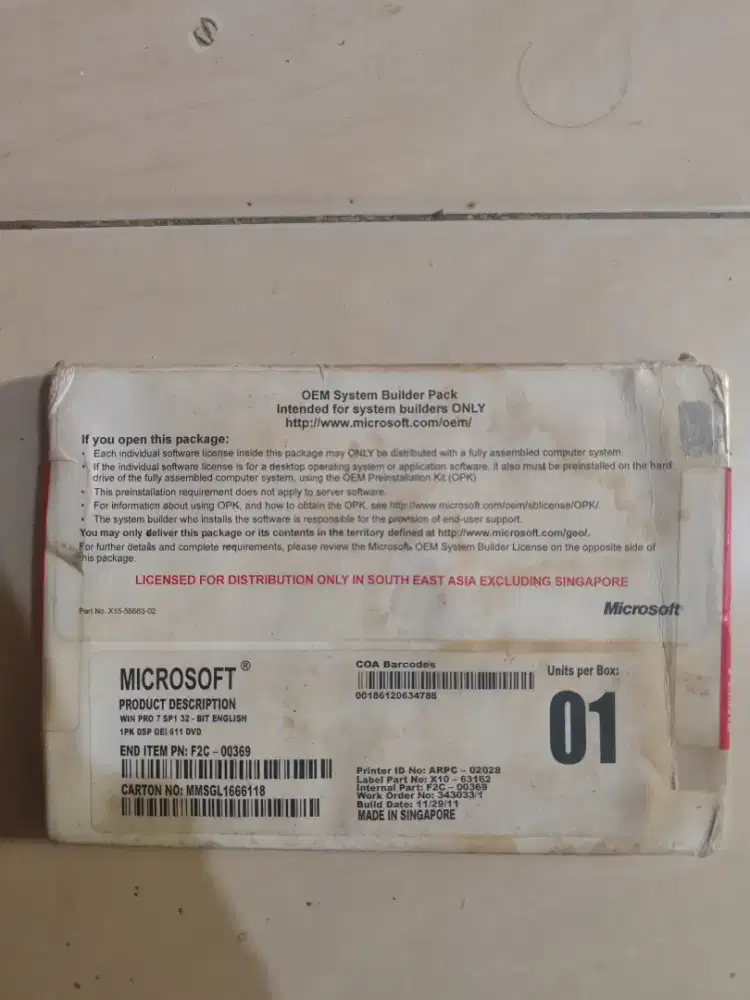 OEM System Builder Pack
Intended for system builders ONLY
http://www.microsoft.com/oem/
If you open this package:
• Each individual software license inside this package may ONLY be distributed with a fully assembled computer system.
• If the individual software license is for a desktop operating system or application software, it also must be preinstalled on the hard
drive of the fully assembled computer system, using the OEM Preinstallation Kit (OPK)
• This preinstallation requirement does not apply to server software.
• For information about using OPK, and how to obtain the OPK, see http://www.microsoft.com/oem/sblicense/OPK/.
• The system builder who installs the software is responsible for the provision of end-user support.
You may only deliver this package or its contents in the territory defined at http://www.microsoft.com/geo/.
For further details and complete requirements, please review the Microsoft OEM System Builder License on the opposite side of
this package.
LICENSED FOR DISTRIBUTION ONLY IN SOUTH EAST ASIA EXCLUDING SINGAPORE
Part No. X15-55683-02
Microsoft
MICROSOFT ®
PRODUCT DESCRIPTION
WIN PRO 7 SP1 32 - BIT ENGLISH
1PK DSP OEI 611 DVD
END ITEM PN: F2C - 00369
CARTON NO: MMSGL1666118
COA Barcodes
00186120634788
Units per Box:
01
Printer ID No: ARPC - 02028
Label Part No: X10 - 63162
Internal Part: F2C - 00369
Work Order No: 343033/1
Build Date: 11/29/11
MADE IN SINGAPORE